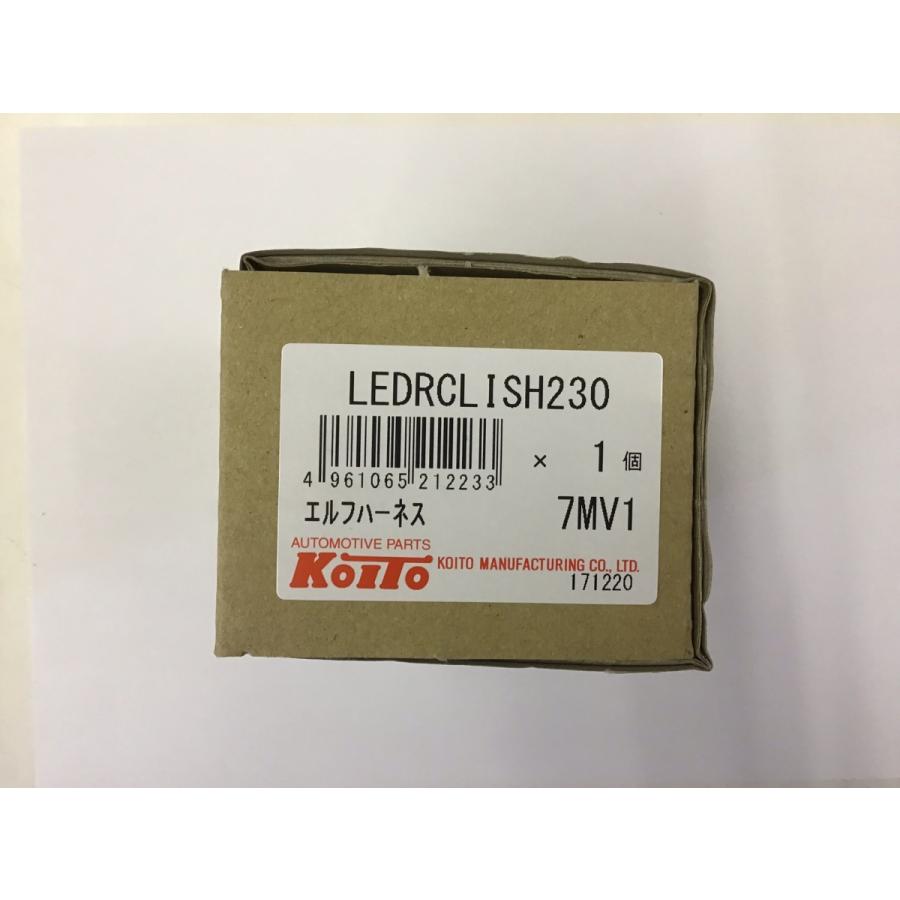 LEDRCLISH230
× 1個
4 961065 212233
エルフハーネス 7MV1
AUTOMOTIVE PARTS
KOITO KOITO MANUFACTURING CO., LTD.
171220